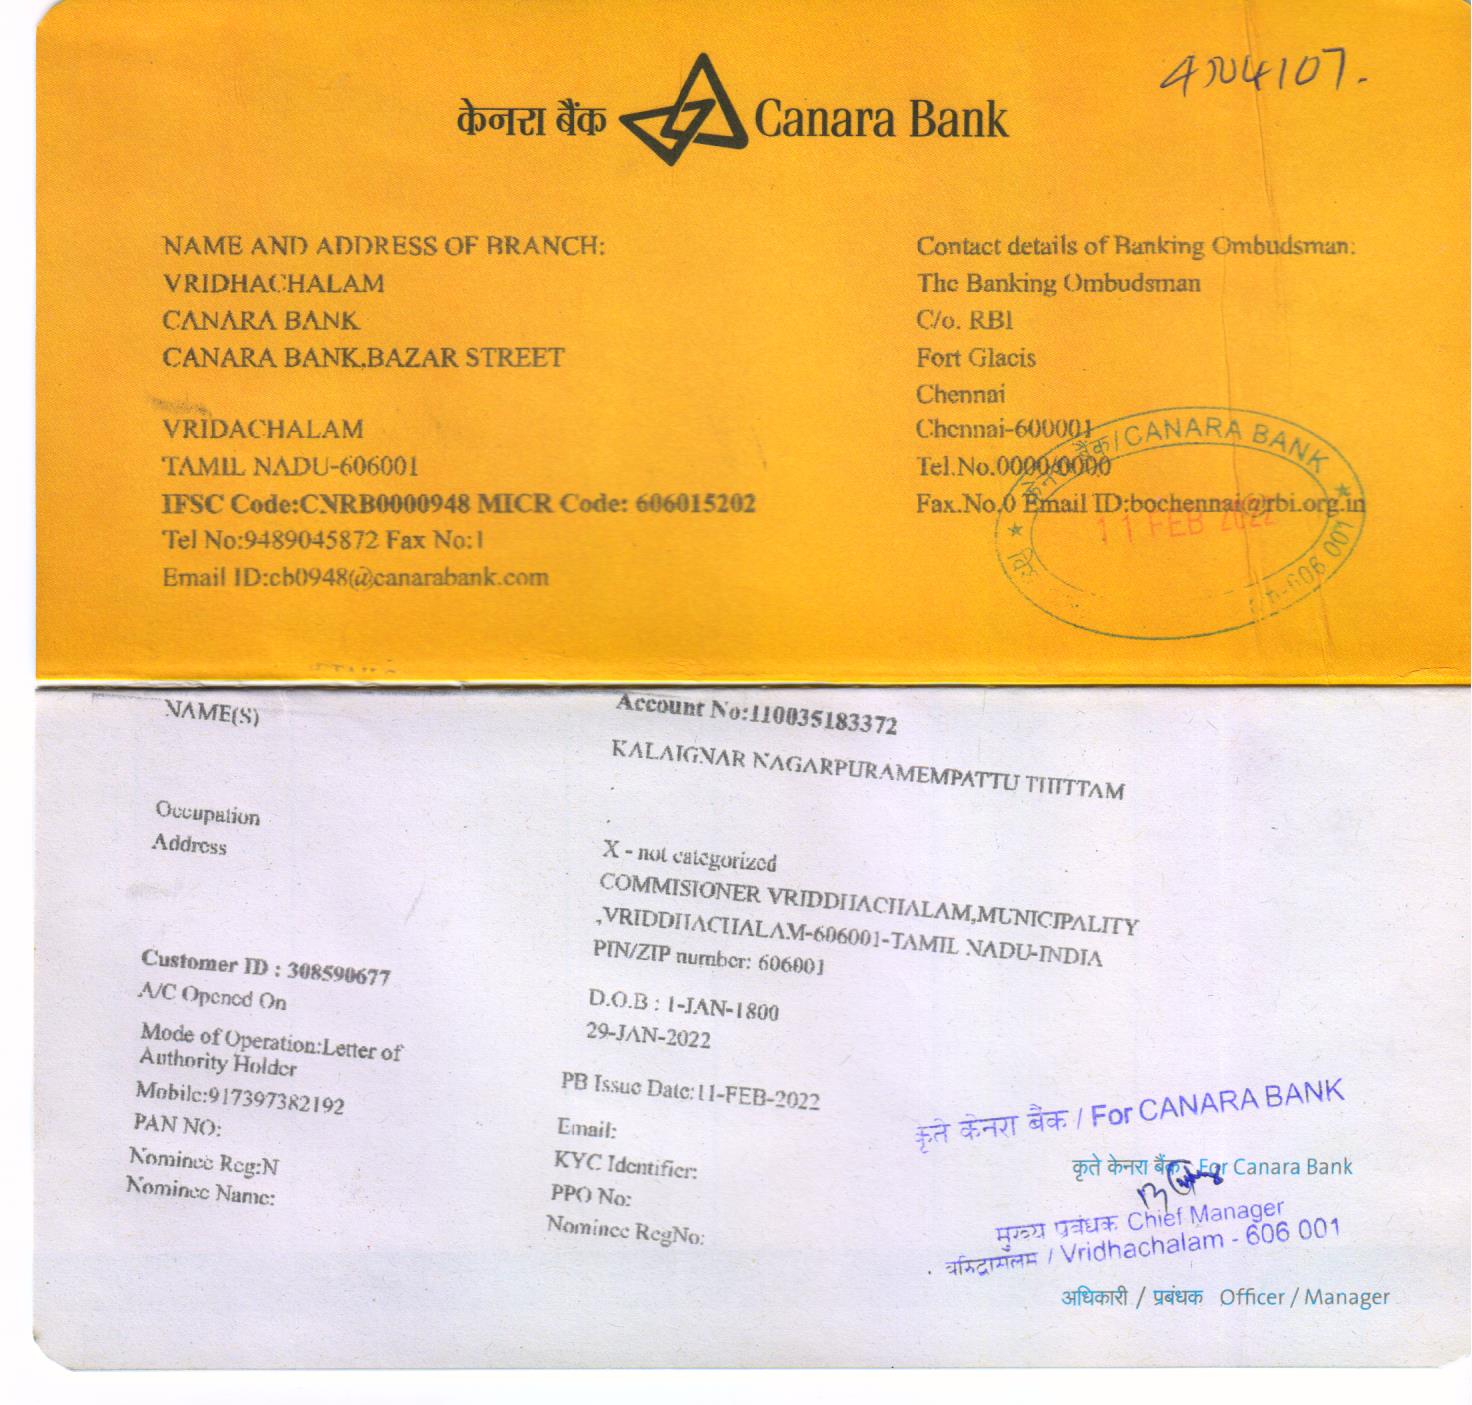 4704107.
केनरा बैंक Canara Bank
NAME AND ADDRESS OF BRANCH:
VRIDHACHALAM
CANARA BANK
CANARA BANK,BAZAR STREET
VRIDACHALAM
TAMIL NADU-606001
IFSC Code:CNRB0000948 MICR Code: 606015202
Tel No:9489045872 Fax No:1
Email ID:cb0948@canarabank.com
Contact details of Banking Ombudsman:
The Banking Ombudsman
C/o. RBI
Fort Glacis
Chennai
Chennai-600001
Tel.No.0000/0000
Fax.No.0 Email ID:bochennai@rbi.org.in
CANARA BANK
11 FEB 2022
606 001
NAME(S)
Account No:110035183372
KALAIGNAR NAGARPURAMEMPATTU THITTAM
Occupation
X - not categorized
Address
COMMISIONER VRIDDHACHALAM,MUNICIPALITY
,VRIDDHACHALAM-606001-TAMIL NADU-INDIA
PIN/ZIP number: 606001
Customer ID : 308590677
D.O.B : 1-JAN-1800
A/C Opened On
29-JAN-2022
Mode of Operation:Letter of
Authority Holder
PB Issue Date:11-FEB-2022
Mobile:917397382192
Email:
PAN NO:
KYC Identifier:
Nominee Reg:N
PPO No:
Nominee Name:
Nominee RegNo:
कृते केनरा बैंक / For CANARA BANK
कृते केनरा बैंक For Canara Bank
मुख्य प्रबंधक Chief Manager
/ Vridhachalam - 606 001
अधिकारी / प्रबंधक Officer / Manager